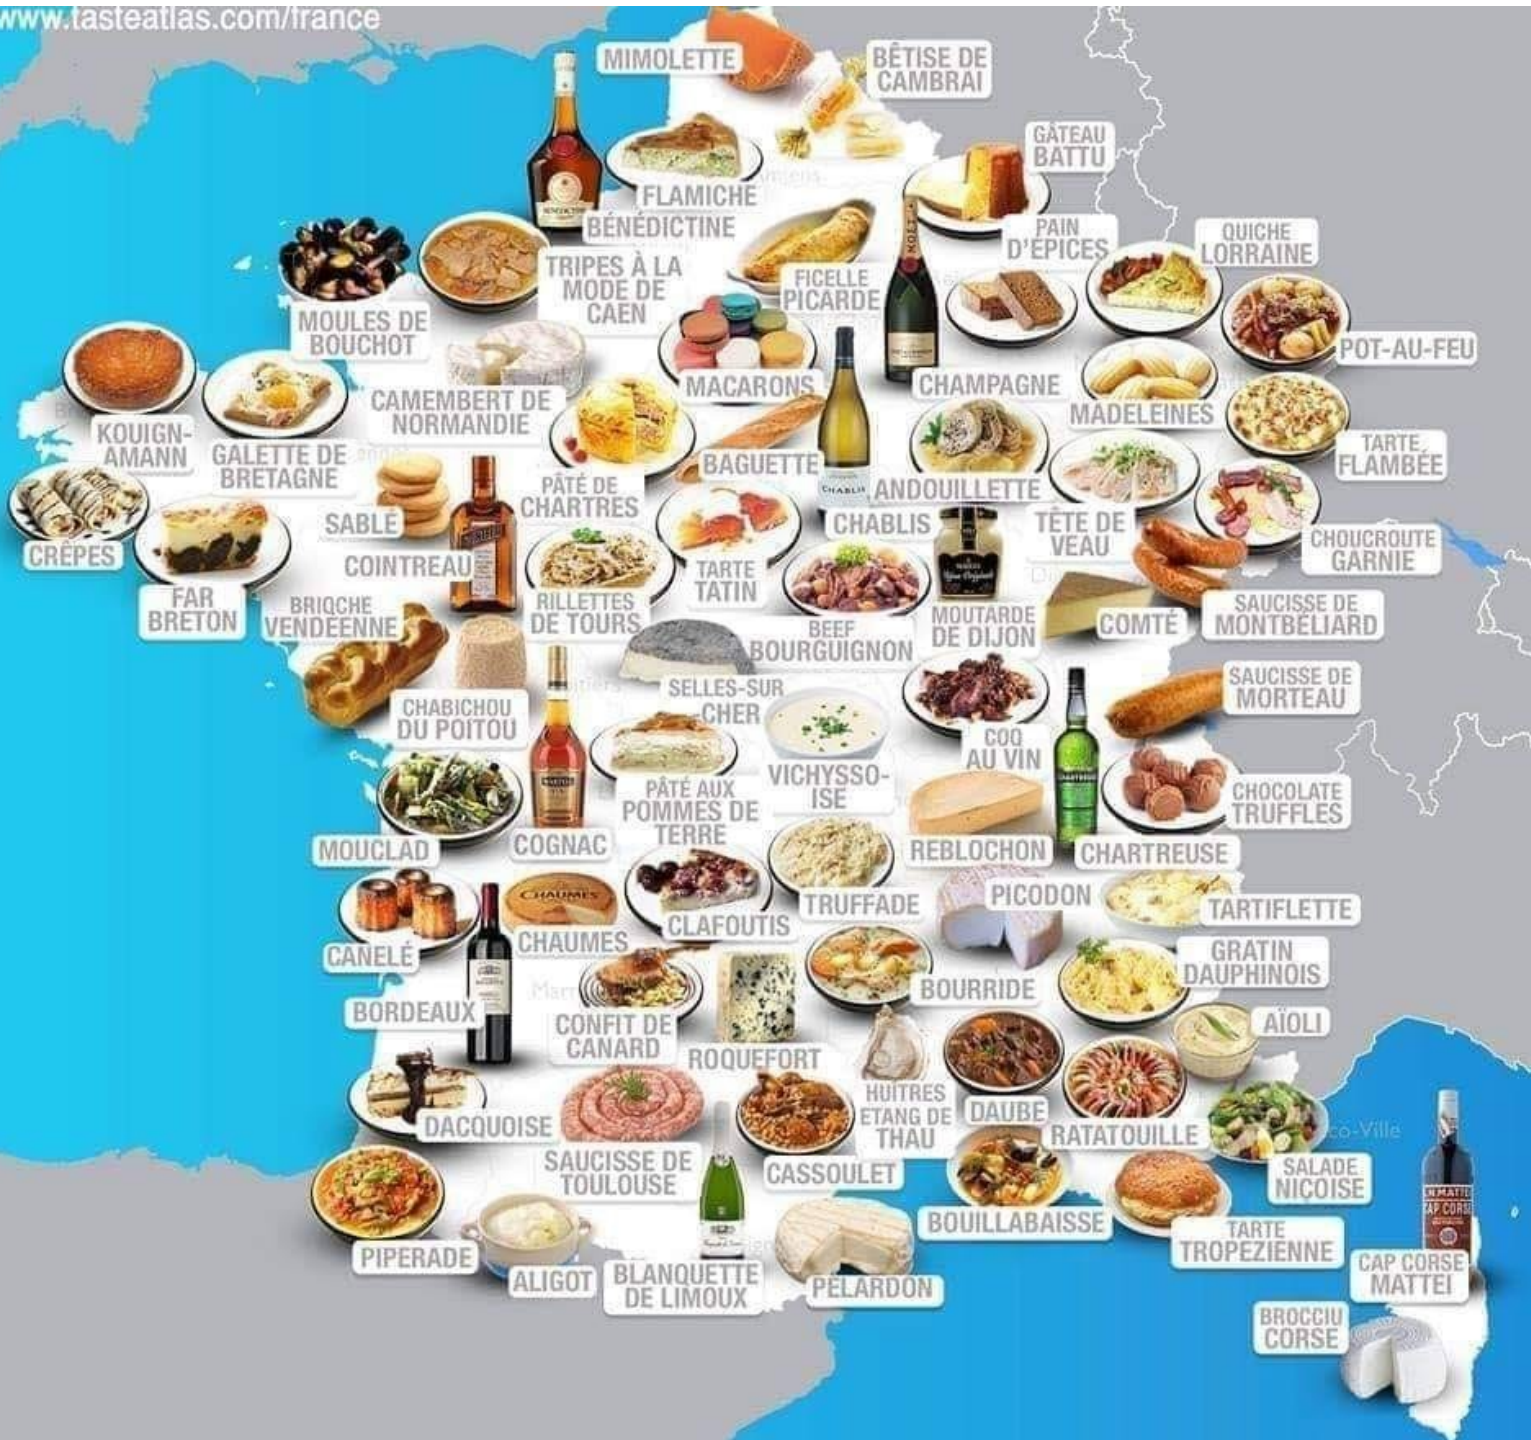 www.tasteatlas.com/france
MIMOLETTE
BÊTISE DE
CAMBRAI
GÂTEAU
BATTU
FLAMICHE
BÉNÉDICTINE
PAIN
D'ÉPICES
QUICHE
LORRAINE
TRIPES À LA
MODE DE
CAEN
FICELLE
PICARDE
MOULES DE
BOUCHOT
POT-AU-FEU
MACARONS
CHAMPAGNE
MADELEINES
CAMEMBERT DE
NORMANDIE
KOUIGN-
AMANN
GALETTE DE
BRETAGNE
BAGUETTE
TARTE
FLAMBÉE
PÂTÉ DE
CHARTRES
ANDOUILLETTE
CHABLIS
SABLÉ
CHABLIS
TÊTE DE
VEAU
CRÊPES
COINTREAU
CHOUCROUTE
GARNIE
TARTE
TATIN
FAR
BRETON
BRIOCHE
VENDÉENNE
RILLETTES
DE TOURS
BEEF
BOURGUIGNON
MOUTARDE
DE DIJON
COMTÉ
SAUCISSE DE
MONTBÉLIARD
CHABICHOU
DU POITOU
SELLES-SUR
CHER
SAUCISSE DE
MORTEAU
COQ
AU VIN
VICHYSSO-
ISE
PÂTÉ AUX
POMMES DE
TERRE
CHOCOLATE
TRUFFLES
MOUCLAD
COGNAC
REBLOCHON
CHARTREUSE
CHAUMES
PICODON
TRUFFADE
TARTIFLETTE
CLAFOUTIS
CANELÉ
CHAUMES
GRATIN
DAUPHINOIS
BOURRIDE
BORDEAUX
CONFIT DE
CANARD
AÏOLI
ROQUEFORT
HUITRES
ETANG DE
THAU
DAUBE
DACQUOISE
RATATOUILLE
co-Ville
SAUCISSE DE
TOULOUSE
CASSOULET
SALADE
NIÇOISE
BOUILLABAISSE
TARTE
TROPEZIENNE
CAP CORSE
PIPERADE
ALIGOT
BLANQUETTE
DE LIMOUX
PÉLARDON
CAP CORSE
MATTEI
BROCCIU
CORSE